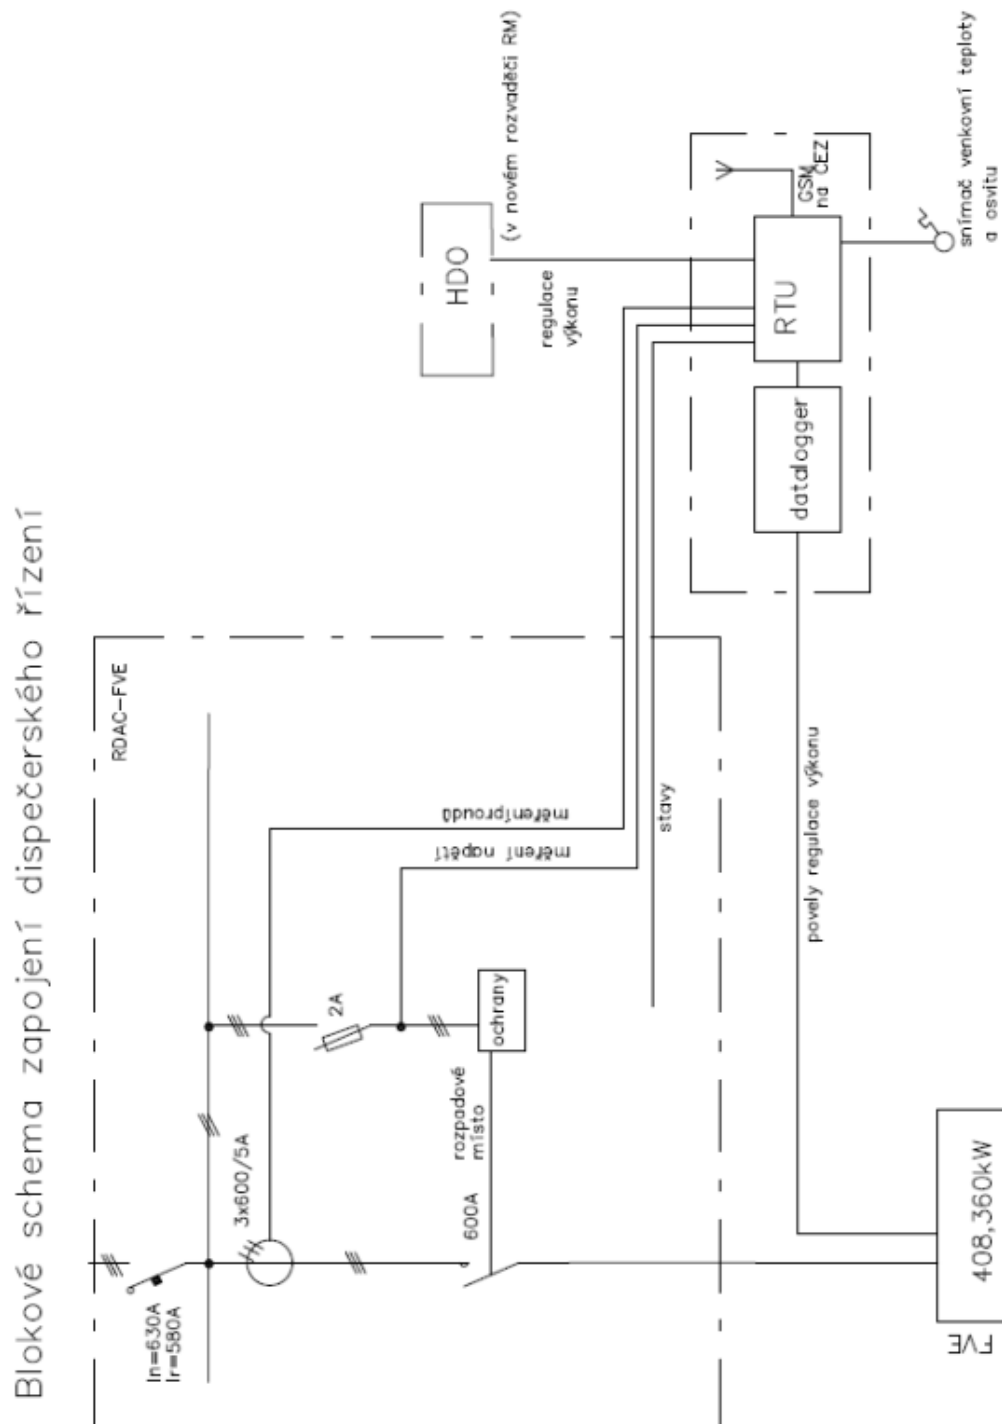 Blokové schema zapojení dispečerského řízení
RDAC-FVE
In=630A
Ir=580A
3x600/5A
2A
ochrany
rozpadové
místo
600A
měřeníproudů
měření napětí
stavy
HDO
(v novém rozvaděči RM)
regulace
výkonu
GSM
na ČEZ
RTU
datalogger
snímač venkovní teploty
a osvitu
povely regulace výkonu
FVE
408,360kW